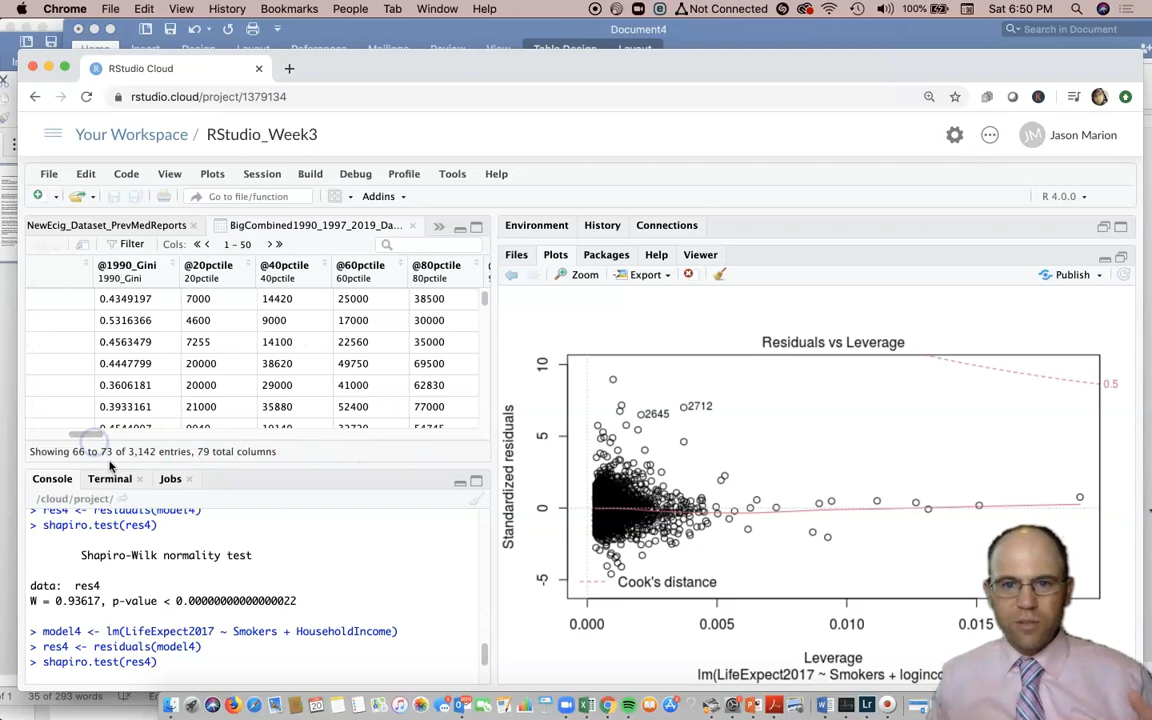 Chrome File Edit View History Bookmarks People Tab Window Help Not Connected 100% Sat 6:50 PM
Document4
Search in Document
RStudio Cloud
rstudio.cloud/project/1379134
Your Workspace / RStudio_Week3
JM Jason Marion
File Edit Code View Plots Session Build Debug Profile Tools Help
Go to file/function Addins R 4.0.0
NewEcig_Dataset_PrevMedReports BigCombined1990_1997_2019_Da...
Filter Cols: 1 - 50
@1990_Gini @20pctile @40pctile @60pctile @80pctile
1990_Gini 20pctile 40pctile 60pctile 80pctile
0.4349197 7000 14420 25000 38500
0.5316366 4600 9000 17000 30000
0.4563479 7255 14100 22560 35000
0.4447799 20000 38620 49750 69500
0.3606181 20000 29000 41000 62830
0.3933161 21000 35880 52400 77000
Showing 66 to 73 of 3,142 entries, 79 total columns
Console Terminal Jobs
/cloud/project/
> res4 <- residuals(model4)
> shapiro.test(res4)
Shapiro-Wilk normality test
data: res4
W = 0.93617, p-value < 0.00000000000000022
> model4 <- lm(LifeExpect2017 ~ Smokers + HouseholdIncome)
> res4 <- residuals(model4)
> shapiro.test(res4)
Environment History Connections
Files Plots Packages Help Viewer
Zoom Export Publish
Residuals vs Leverage
Standardized residuals
10
5
0
-5
0.5
2645
2712
Cook's distance
0.000 0.005 0.010 0.015
Leverage
lm(LifeExpect2017 ~ Smokers + loginco
35 of 293 words